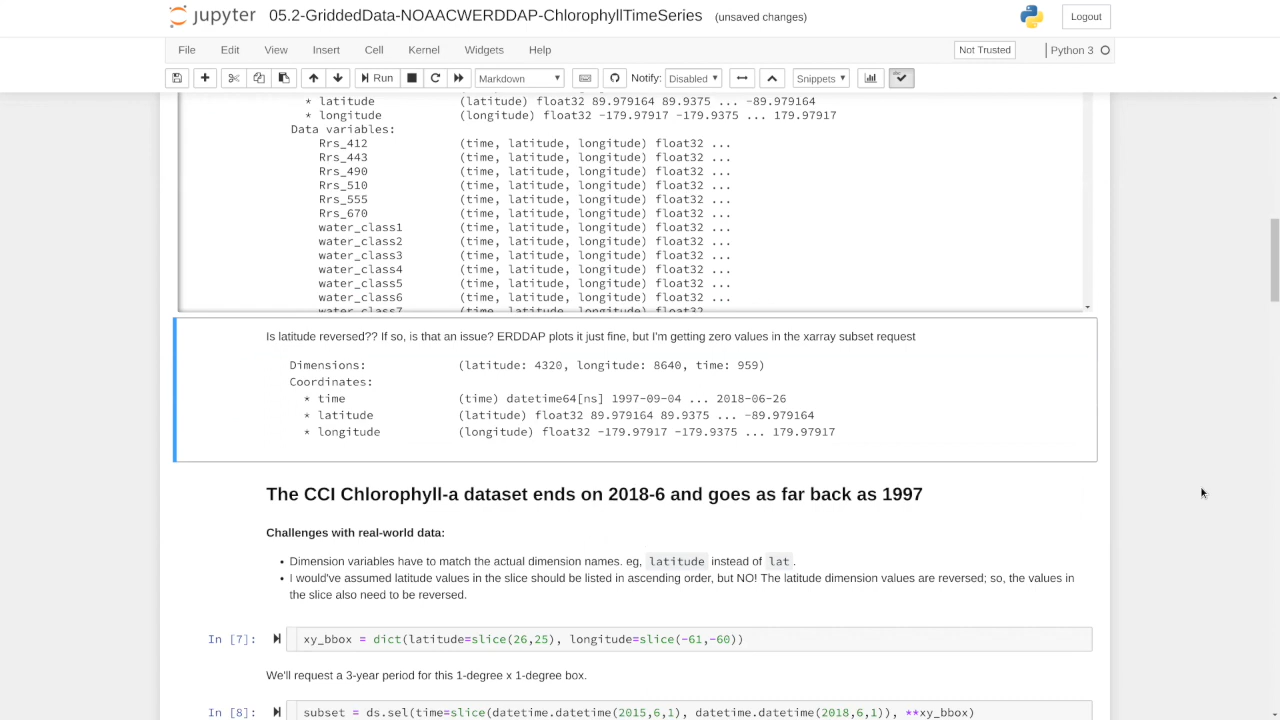 jupyter 05.2-GriddedData-NOAACWERDDAP-ChlorophyllTimeSeries (unsaved changes) Logout
File Edit View Insert Cell Kernel Widgets Help Not Trusted Python 3
Run Markdown Notify: Disabled Snippets
* latitude (latitude) float32 89.979164 89.9375 ... -89.979164
* longitude (longitude) float32 -179.97917 -179.9375 ... 179.97917
Data variables:
Rrs_412 (time, latitude, longitude) float32 ...
Rrs_443 (time, latitude, longitude) float32 ...
Rrs_490 (time, latitude, longitude) float32 ...
Rrs_510 (time, latitude, longitude) float32 ...
Rrs_555 (time, latitude, longitude) float32 ...
Rrs_670 (time, latitude, longitude) float32 ...
water_class1 (time, latitude, longitude) float32 ...
water_class2 (time, latitude, longitude) float32 ...
water_class3 (time, latitude, longitude) float32 ...
water_class4 (time, latitude, longitude) float32 ...
water_class5 (time, latitude, longitude) float32 ...
water_class6 (time, latitude, longitude) float32 ...
water_class7 (time, latitude, longitude) float32 ...
Is latitude reversed?? If so, is that an issue? ERDDAP plots it just fine, but I'm getting zero values in the xarray subset request
Dimensions: (latitude: 4320, longitude: 8640, time: 959)
Coordinates:
* time (time) datetime64[ns] 1997-09-04 ... 2018-06-26
* latitude (latitude) float32 89.979164 89.9375 ... -89.979164
* longitude (longitude) float32 -179.97917 -179.9375 ... 179.97917
The CCI Chlorophyll-a dataset ends on 2018-6 and goes as far back as 1997
Challenges with real-world data:
• Dimension variables have to match the actual dimension names. eg, latitude instead of lat.
• I would've assumed latitude values in the slice should be listed in ascending order, but NO! The latitude dimension values are reversed; so, the values in
the slice also need to be reversed.
In [7]: xy_bbox = dict(latitude=slice(26,25), longitude=slice(-61,-60))
We'll request a 3-year period for this 1-degree x 1-degree box.
In [8]: subset = ds.sel(time=slice(datetime.datetime(2015,6,1), datetime.datetime(2018,6,1)), **xy_bbox)